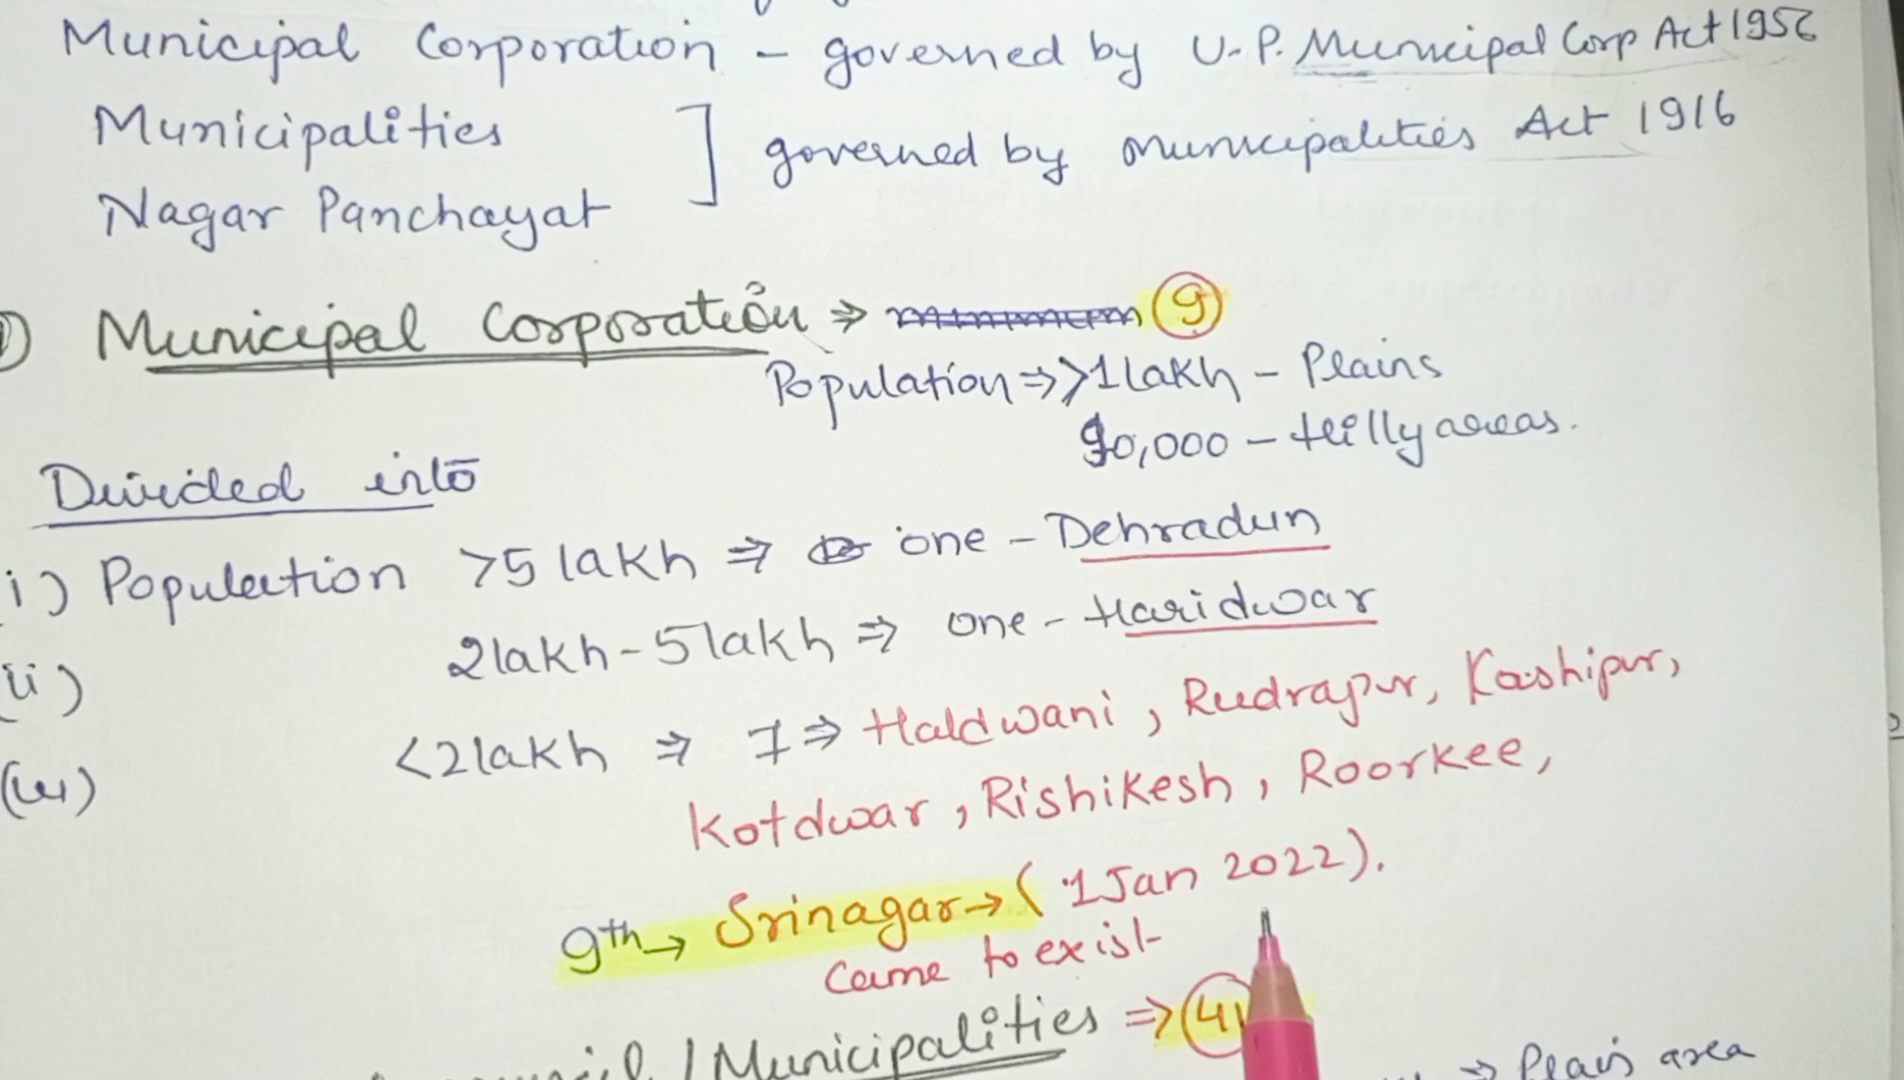 Municipal Corporation - governed by U.P. Municipal Corp Act 1956
Municipalities
] governed by Municipalities Act 1916
Nagar Panchayat
Municipal Corporation ⇒ 9
Population ⇒ >1 lakh - Plains
90,000 - Hilly areas.
Divided into
i) Population >5 lakh ⇒ one - Dehradun
(ii) 2 lakh - 5 lakh ⇒ one - Haridwar
(iii) <2 lakh ⇒ 7 ⇒ Haldwani, Rudrapur, Kashipur,
Kotdwar, Rishikesh, Roorkee,
9th → Srinagar → (1 Jan 2022).
came to exist
/ Municipalities ⇒ (41
⇒ Plain area